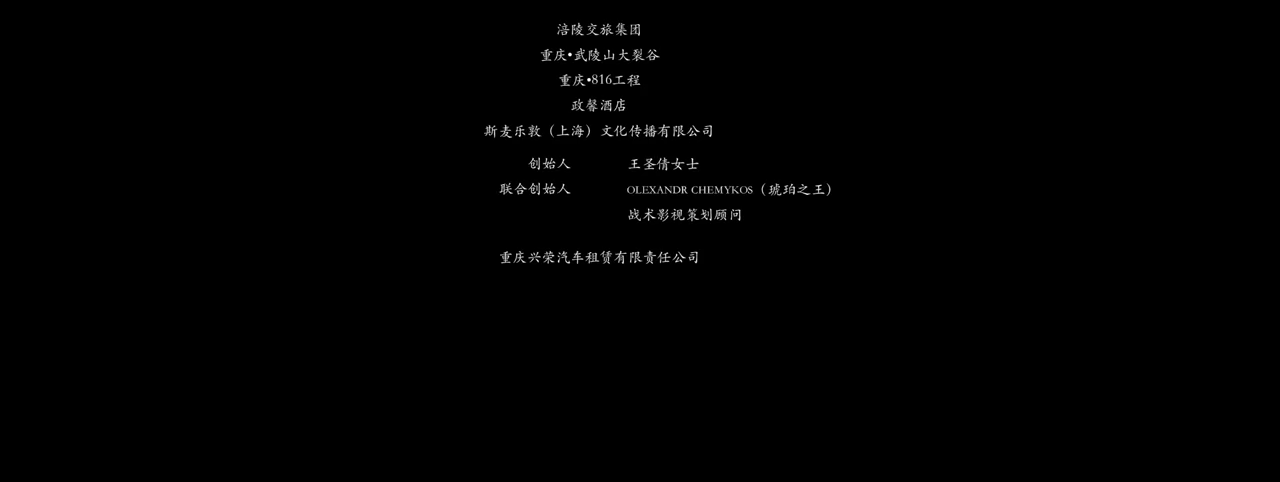 涪陵交旅集团
重庆•武陵山大裂谷
重庆•816工程
政馨酒店
斯麦乐敦（上海）文化传播有限公司
创始人 王圣倩女士
联合创始人 OLEXANDR CHEMYKOS（琥珀之王）
战术影视策划顾问
重庆兴荣汽车租赁有限责任公司